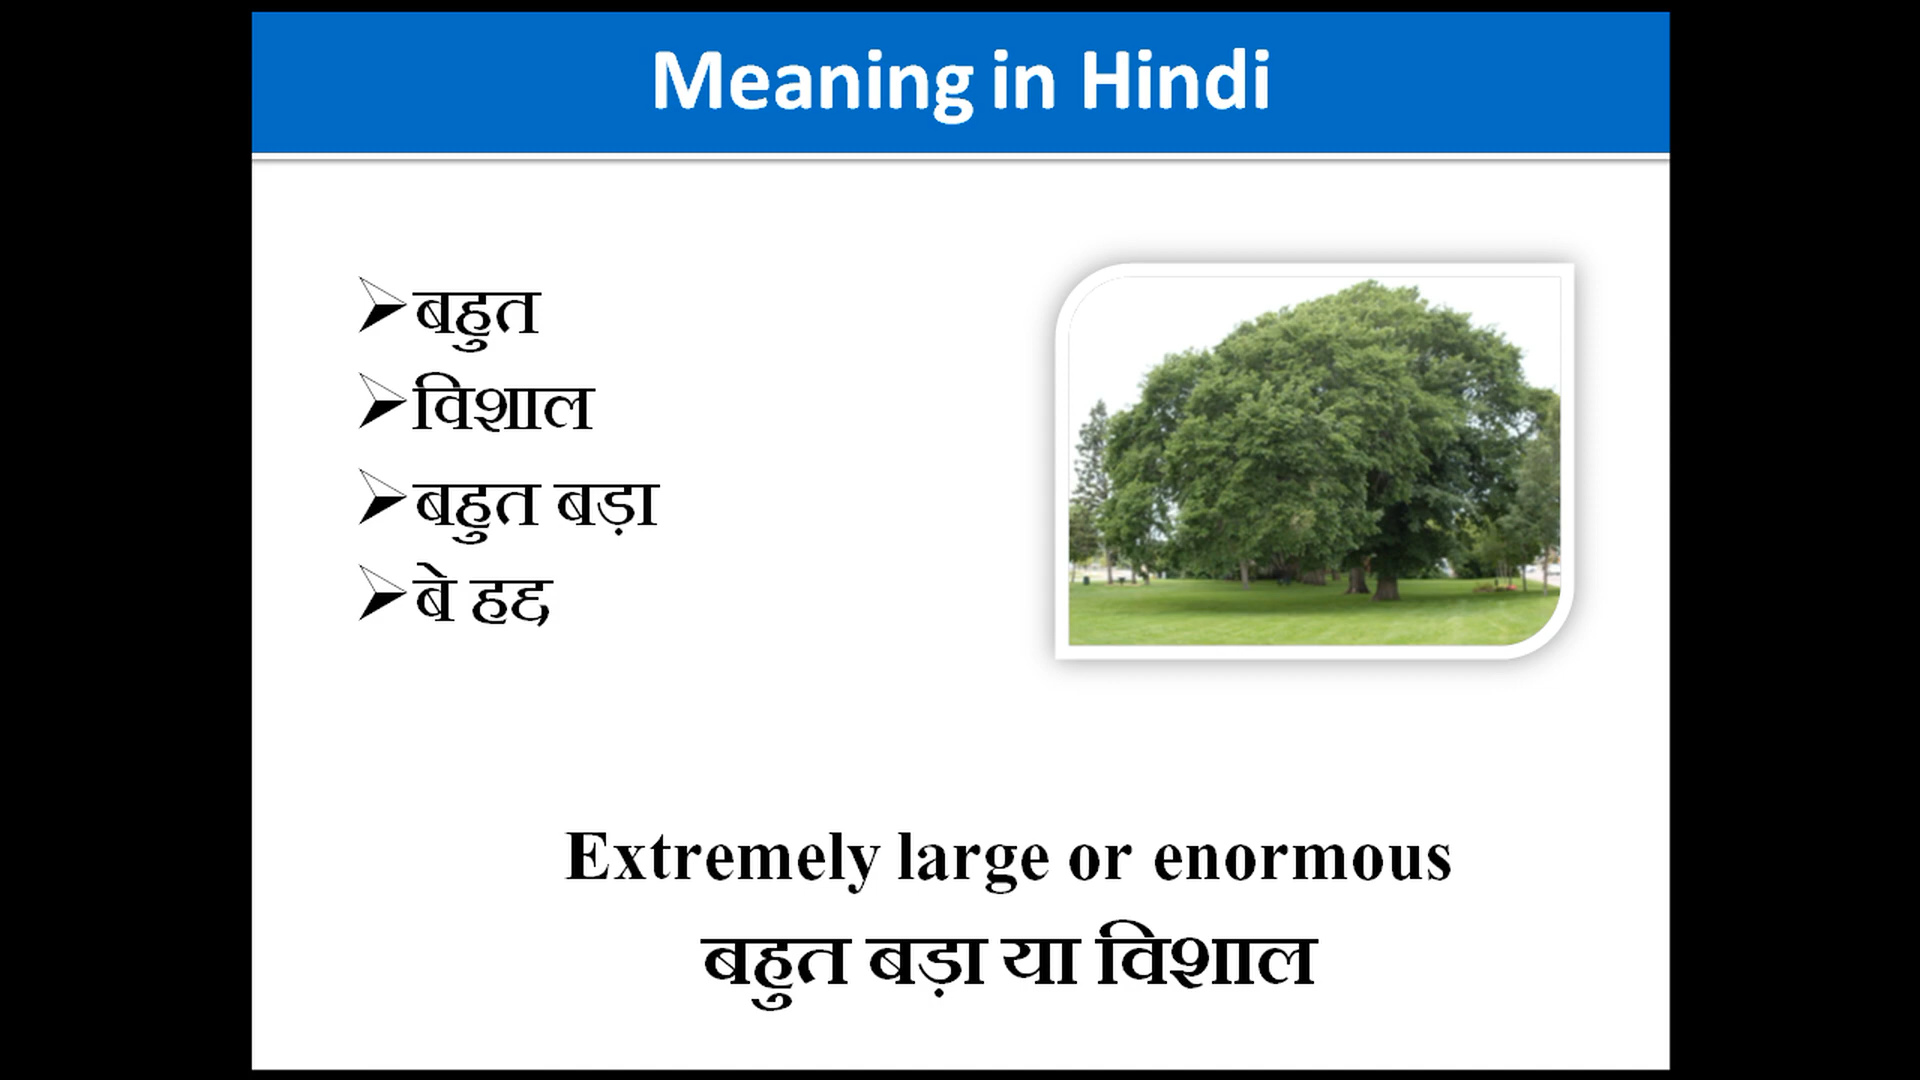 Meaning in Hindi
बहुत
विशाल
बहुत बड़ा
बे हद्द
Extremely large or enormous
बहुत बड़ा या विशाल